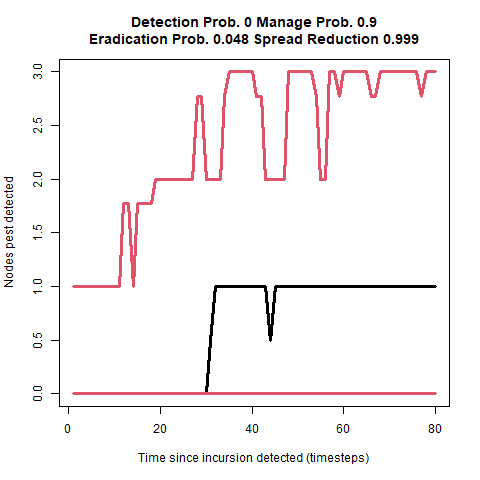 Detection Prob. 0 Manage Prob. 0.9
Eradication Prob. 0.048 Spread Reduction 0.999
Nodes pest detected
3.0
2.5
2.0
1.5
1.0
0.5
0.0
0 20 40 60 80
Time since incursion detected (timesteps)